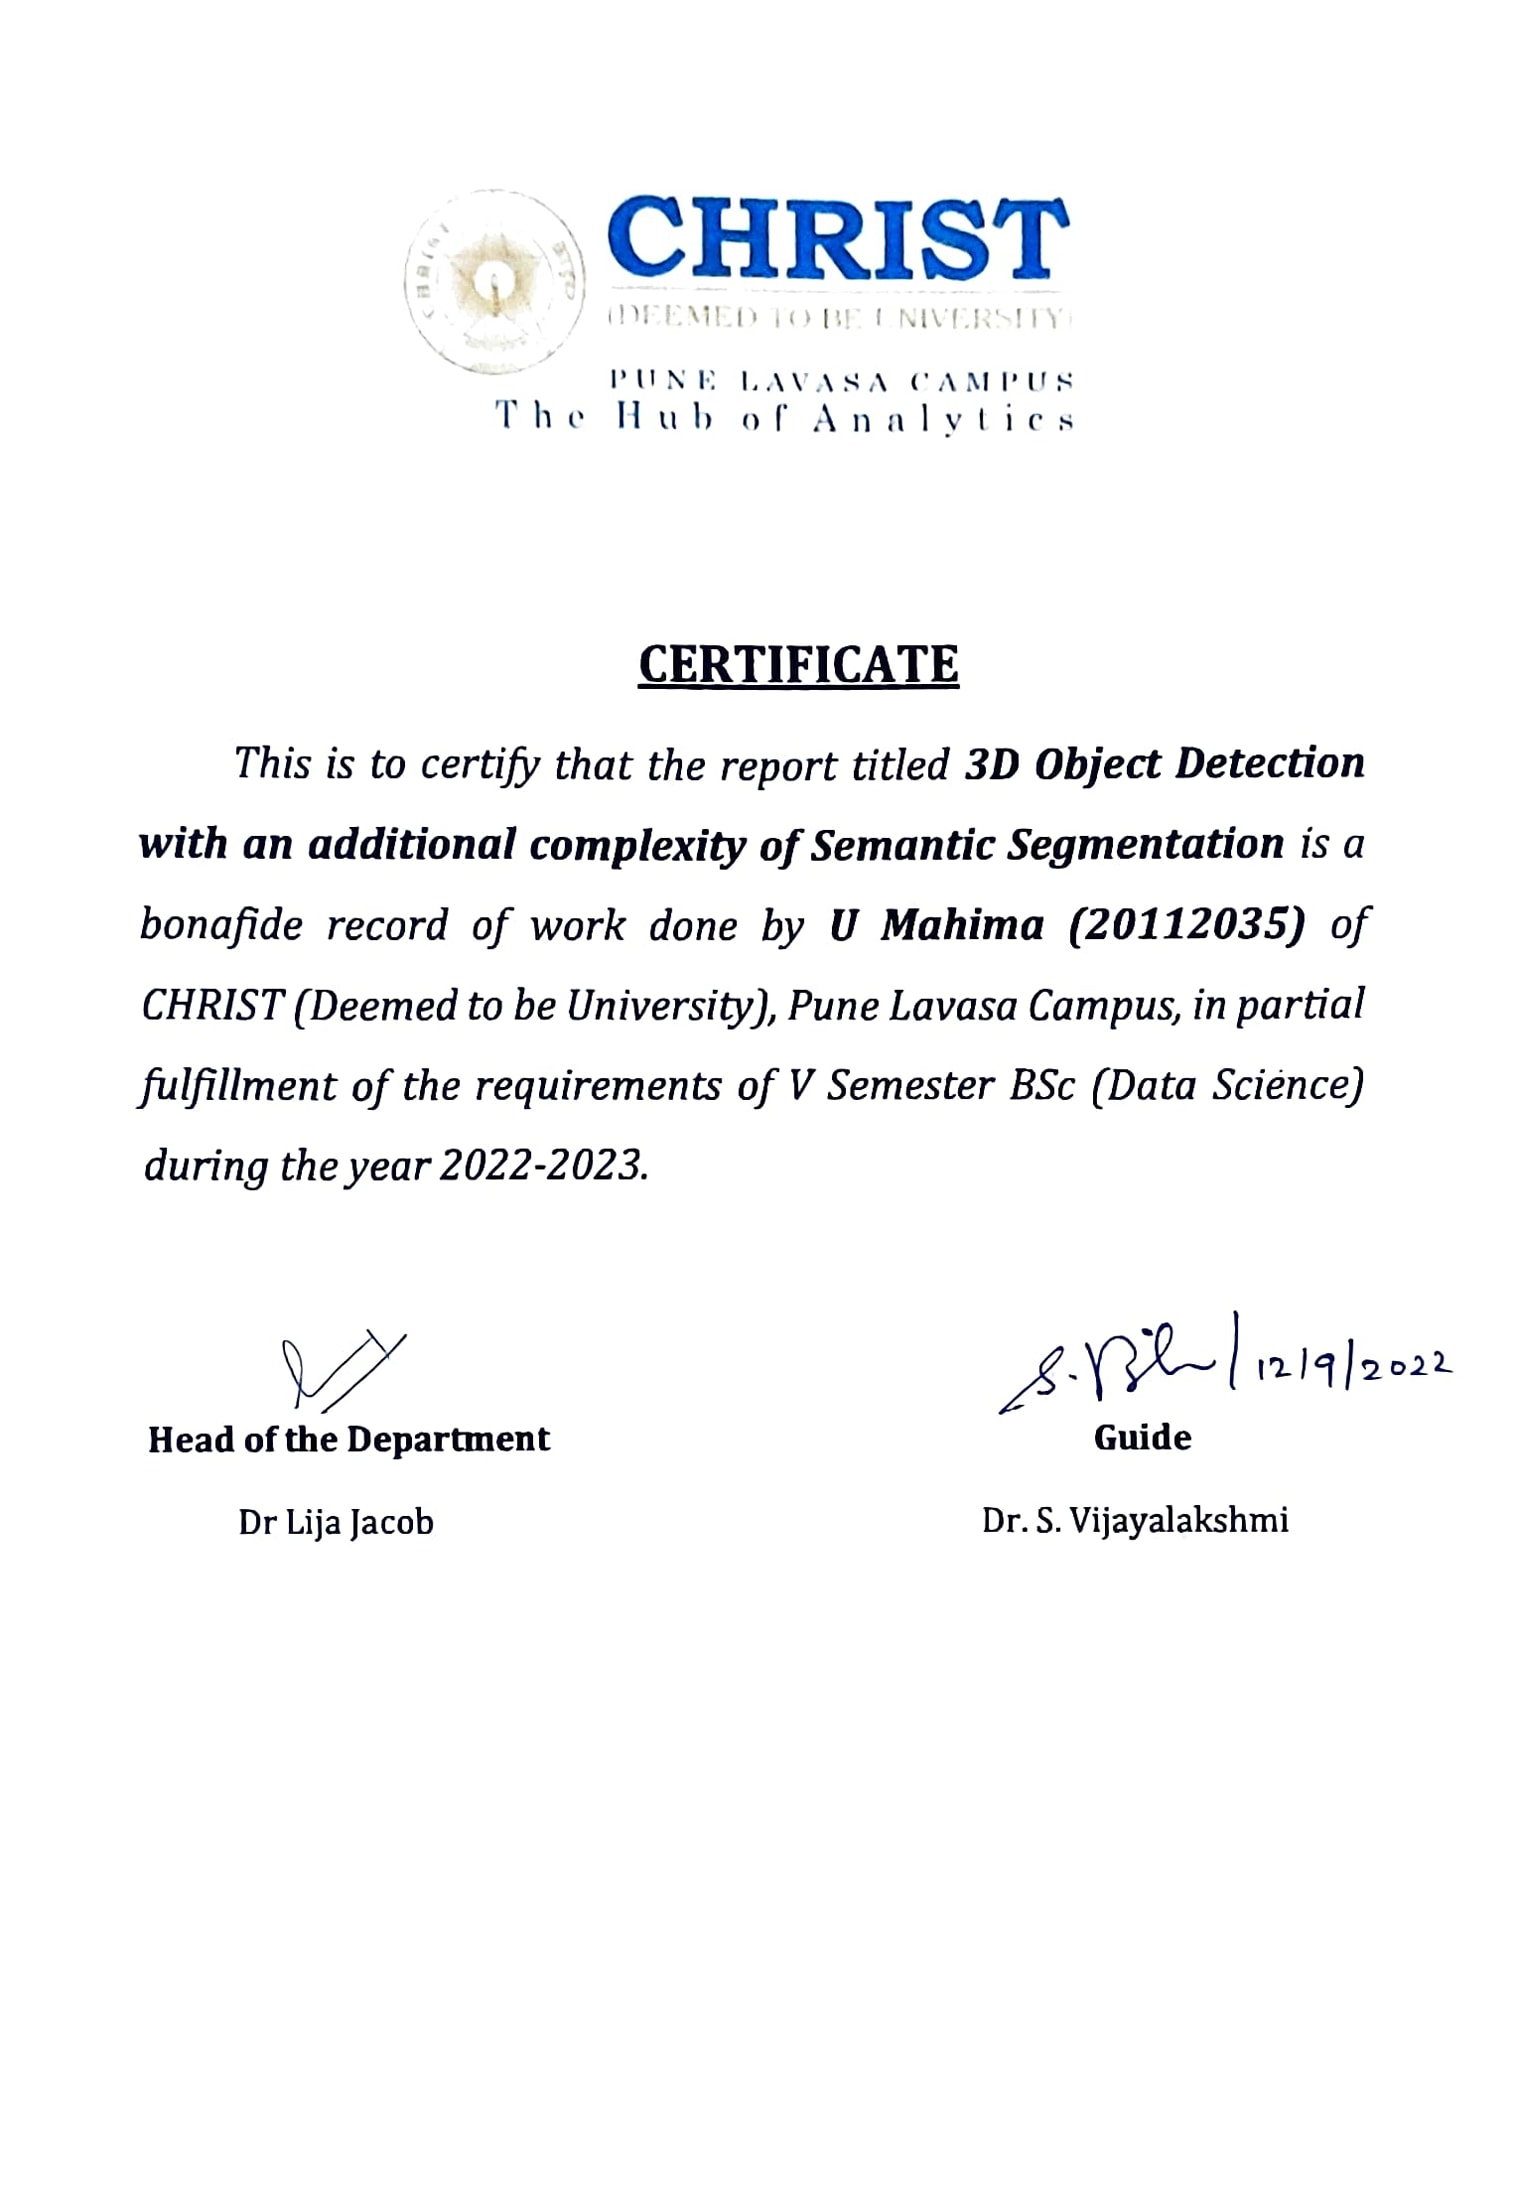 CHRIST
(DEEMED TO BE UNIVERSITY)
PUNE LAVASA CAMPUS
The Hub of Analytics
CERTIFICATE
This is to certify that the report titled 3D Object Detection
with an additional complexity of Semantic Segmentation is a
bonafide record of work done by U Mahima (20112035) of
CHRIST (Deemed to be University), Pune Lavasa Campus, in partial
fulfillment of the requirements of V Semester BSc (Data Science)
during the year 2022-2023.
12/9/2022
Head of the Department
Guide
Dr Lija Jacob
Dr. S. Vijayalakshmi